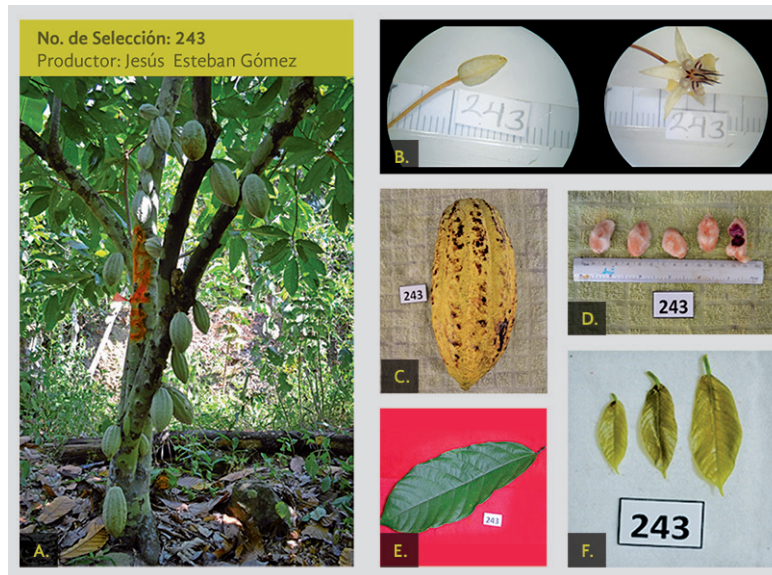 No. de Selección: 243
Productor: Jesús Esteban Gómez
A.
243
243
B.
243
C.
243
D.
243
E.
243
F.